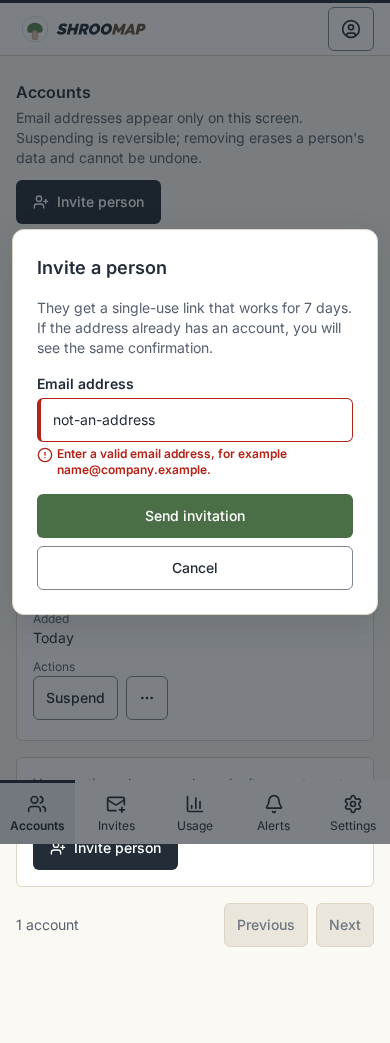 SHROOMAP
Accounts
Email addresses appear only on this screen.
Suspending is reversible; removing erases a person's
data and cannot be undone.
Invite person
Invite a person
They get a single-use link that works for 7 days.
If the address already has an account, you will
see the same confirmation.
Email address
not-an-address
Enter a valid email address, for example
name@company.example.
Send invitation
Cancel
Added
Today
Actions
Suspend
Accounts
Invites
Usage
Alerts
Settings
Invite person
1 account
Previous
Next